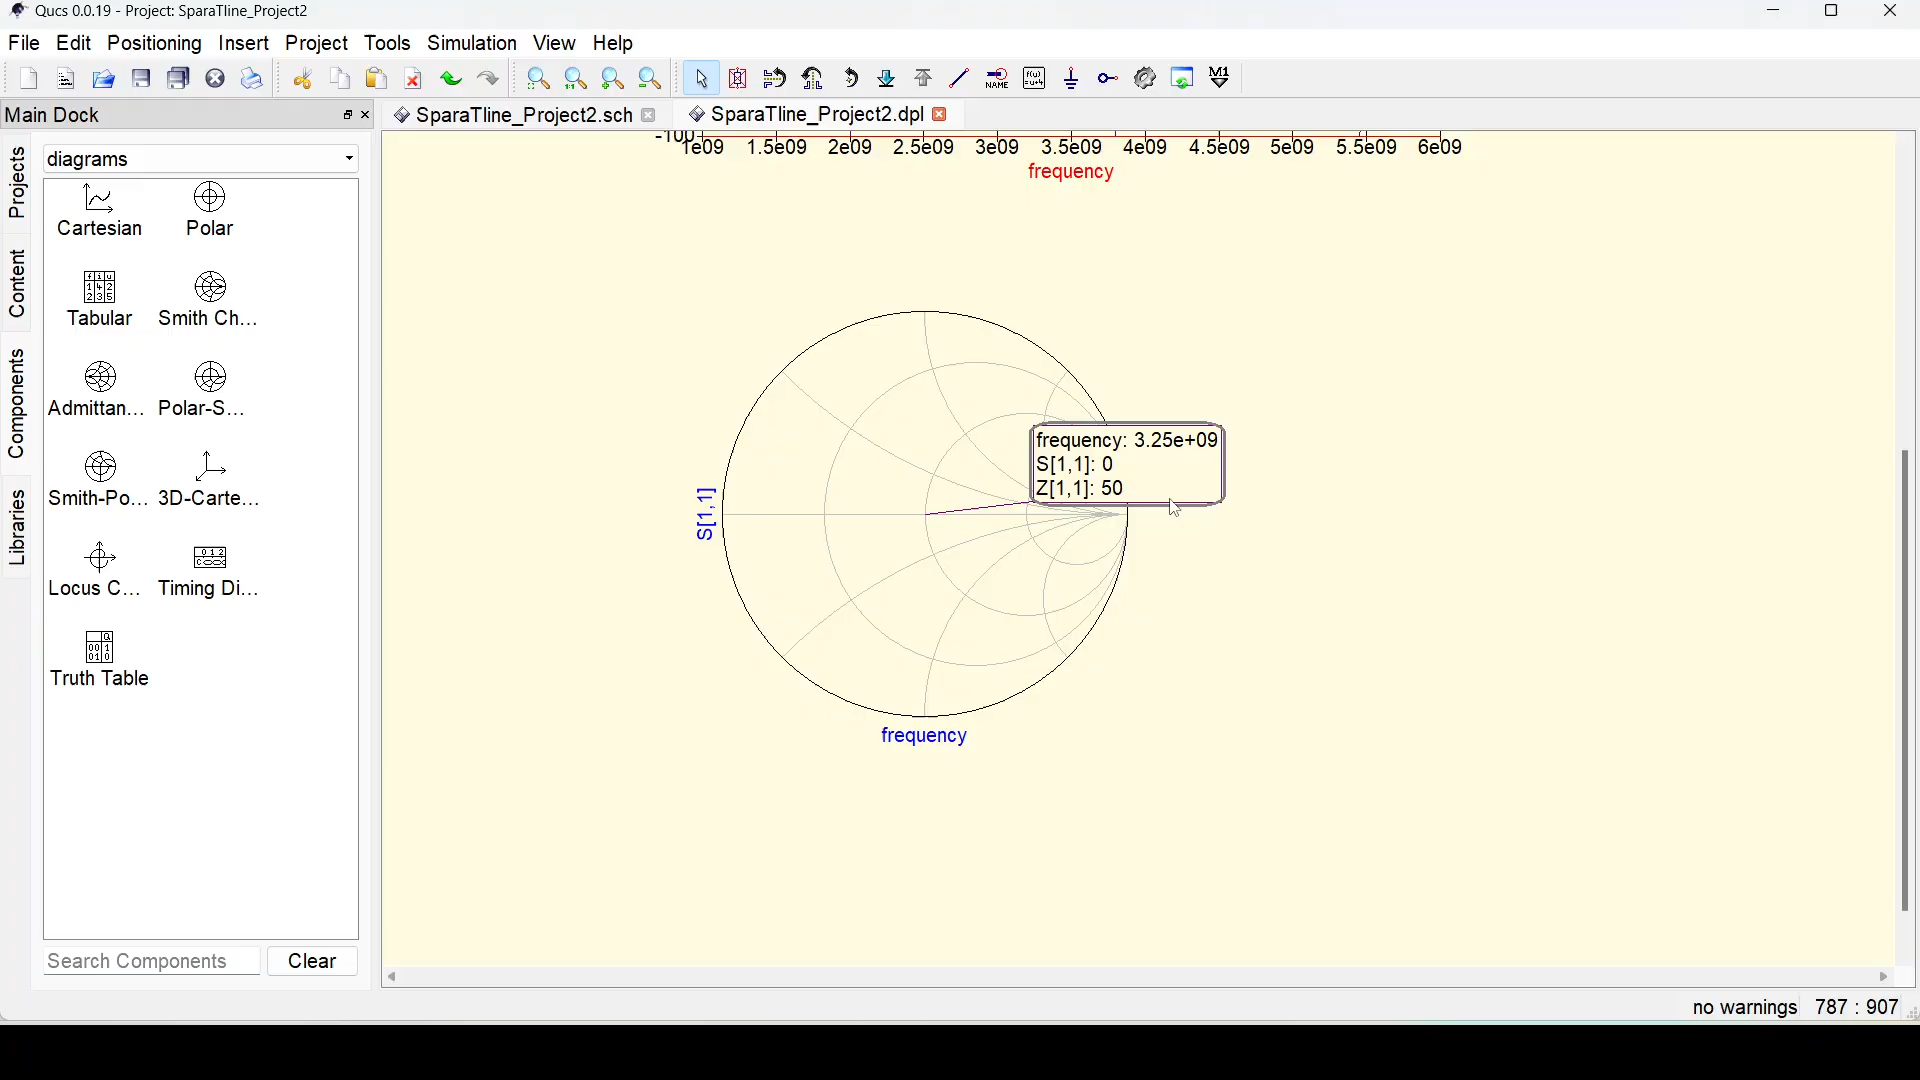 Qucs 0.0.19 - Project: SparaTline_Project2
File Edit Positioning Insert Project Tools Simulation View Help
NAME
M1
Main Dock
SparaTline_Project2.sch
SparaTline_Project2.dpl
Projects
Content
Components
Libraries
diagrams
Cartesian
Polar
Tabular
Smith Ch...
Admittan...
Polar-S...
Smith-Po...
3D-Carte...
Locus C...
Timing Di...
Truth Table
Search Components
Clear
-100
1e09 1.5e09 2e09 2.5e09 3e09 3.5e09 4e09 4.5e09 5e09 5.5e09 6e09
frequency
S[1,1]
frequency: 3.25e+09
S[1,1]: 0
Z[1,1]: 50
frequency
no warnings 787 : 907